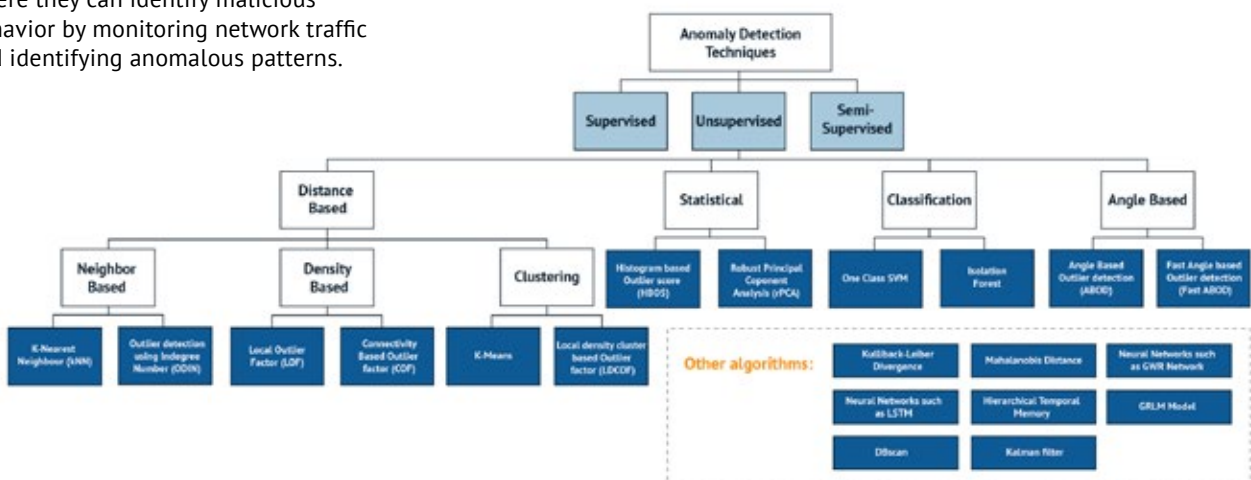 ere they can identify malicious
havior by monitoring network traffic
d identifying anomalous patterns.
Anomaly Detection
Techniques
Supervised
Unsupervised
Semi-
Supervised
Distance
Based
Statistical
Classification
Angle Based
Neighbor
Based
Density
Based
Clustering
Histogram based
Outlier score
(HBOS)
Robust Principal
Coponent
Analysis (rPCA)
One Class SVM
Isolation
Forest
Angle Based
Outlier detection
(ABOD)
Fast Angle based
Outlier detection
(Fast ABOD)
K-Nearest
Neighbour (kNN)
Outlier detection
using Indegree
Number (ODIN)
Local Outlier
Factor (LOF)
Connectivity
Based Outlier
factor (COF)
K-Means
Local density cluster
based Outlier
factor (LDCOF)
Other algorithms:
Kullback-Leiber
Divergence
Mahalanobis Distance
Neural Networks such
as GWR Network
Neural Networks such
as LSTM
Hierarchical Temporal
Memory
GRLM Model
DBscan
Kalman filter